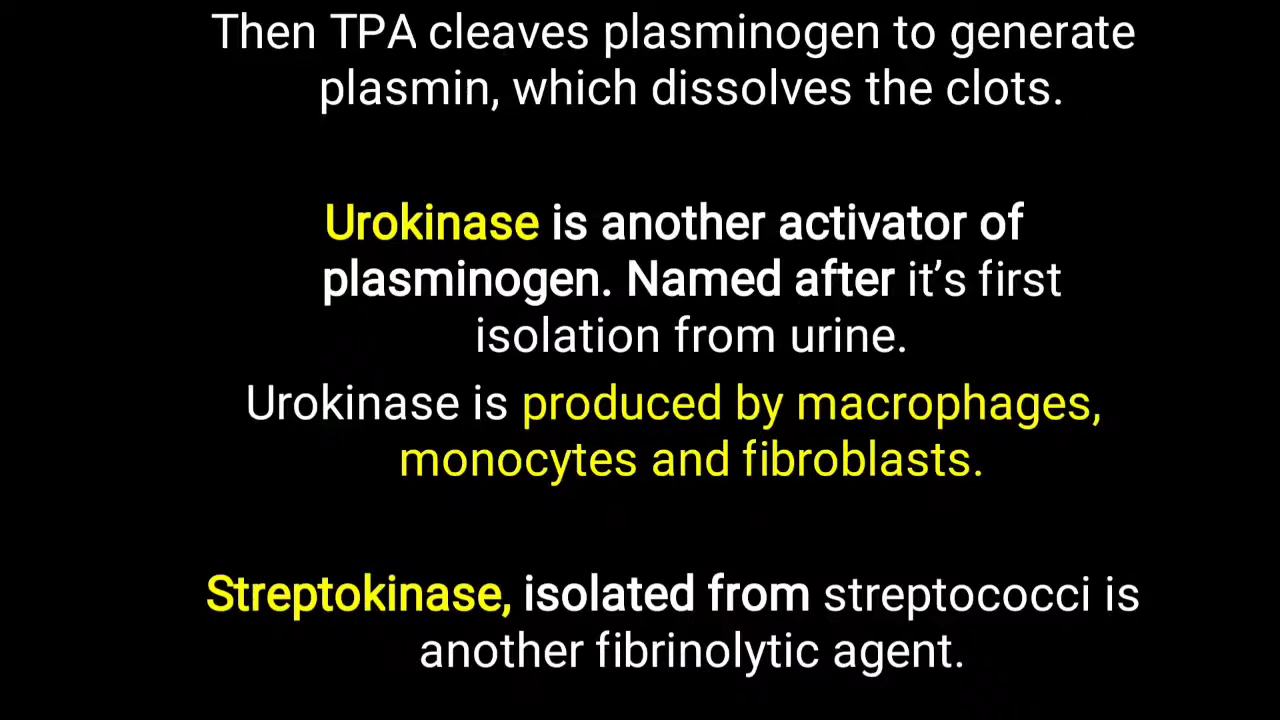 Then TPA cleaves plasminogen to generate
plasmin, which dissolves the clots.
Urokinase is another activator of
plasminogen. Named after it’s first
isolation from urine.
Urokinase is produced by macrophages,
monocytes and fibroblasts.
Streptokinase, isolated from streptococci is
another fibrinolytic agent.